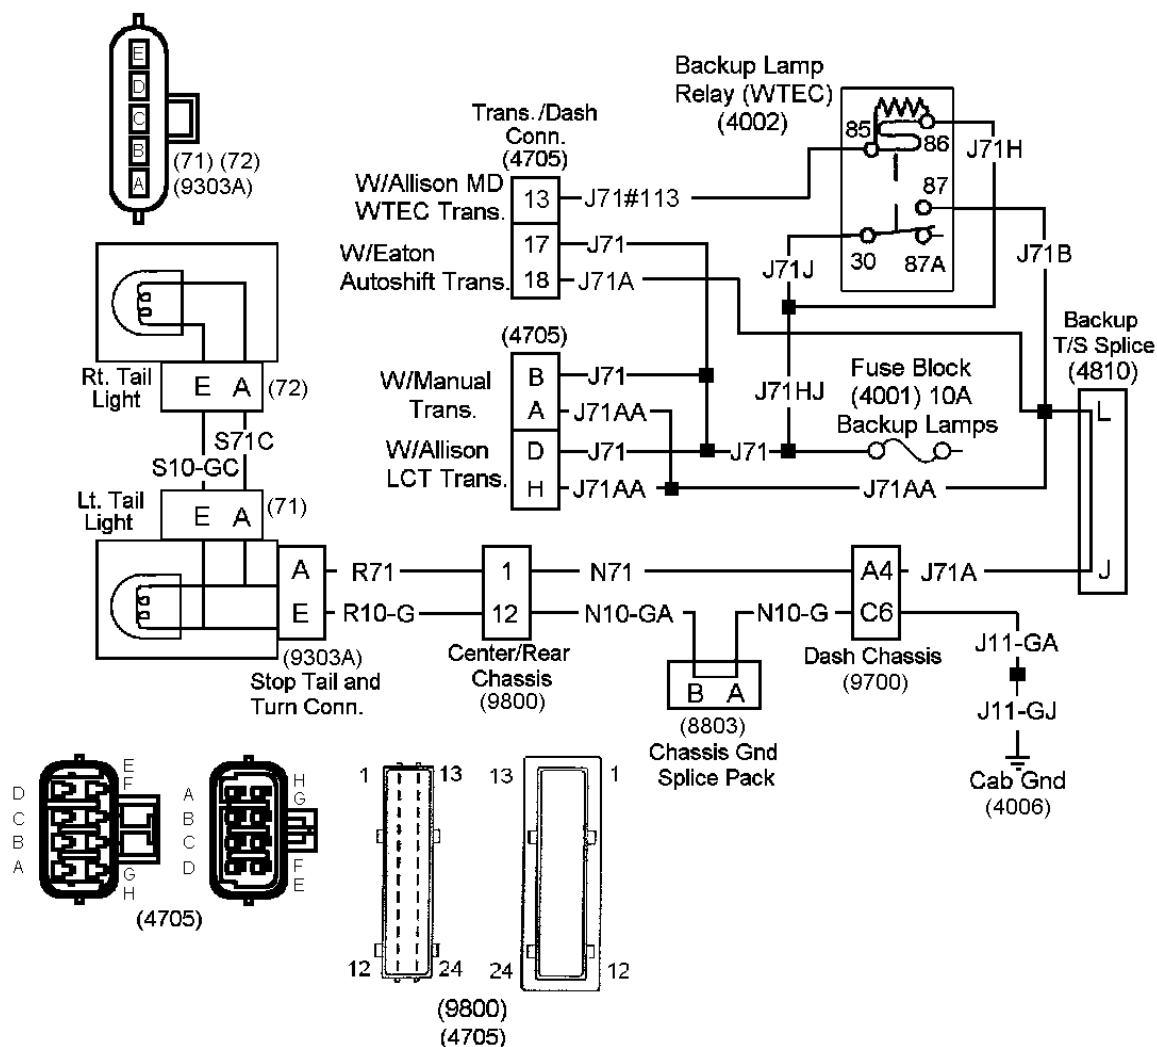 E
D
C
B
A
(71) (72)
(9303A)
Backup Lamp
Relay (WTEC)
(4002)
85
86
87
30
87A
J71H
J71J
J71B
Trans./Dash
Conn.
(4705)
W/Allison MD
WTEC Trans.
13
J71#113
W/Eaton
Autoshift Trans.
17
J71
18
J71A
(4705)
W/Manual
Trans.
B
J71
A
J71AA
W/Allison
LCT Trans.
D
J71
J71
H
J71AA
J71AA
J71HJ
Fuse Block
(4001) 10A
Backup Lamps
Backup
T/S Splice
(4810)
L
J
Rt. Tail
Light
E A
(72)
S71C
S10-GC
Lt. Tail
Light
E A
(71)
A
R71
1
N71
A4
J71A
E
R10-G
12
N10-GA
N10-G
C6
J11-GA
J11-GJ
(9303A)
Stop Tail and
Turn Conn.
Center/Rear
Chassis
(9800)
B A
(8803)
Chassis Gnd
Splice Pack
Dash Chassis
(9700)
Cab Gnd
(4006)
D
C
B
A
E
F
G
H
A
B
C
D
H
G
F
E
(4705)
1
13
12
24
13
1
24
12
(9800)
(4705)